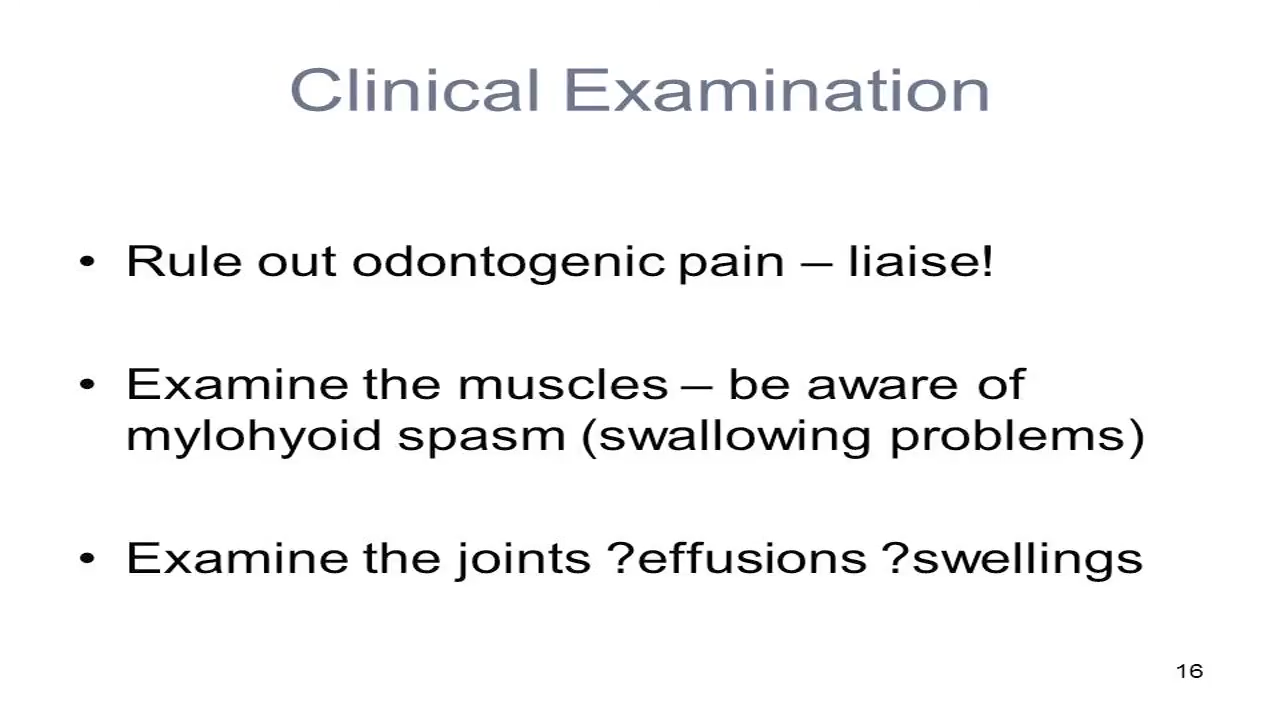 Clinical Examination
• Rule out odontogenic pain – liaise!
• Examine the muscles – be aware of
mylohyoid spasm (swallowing problems)
• Examine the joints ?effusions ?swellings
16